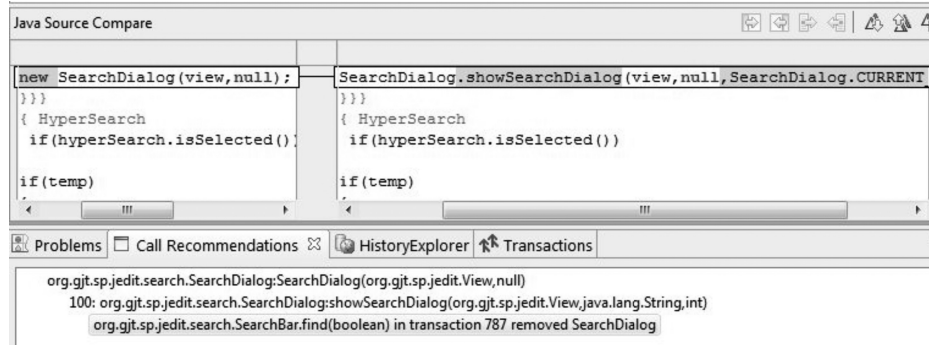 Java Source Compare
new SearchDialog(view,null);
}}}
{ HyperSearch
if(hyperSearch.isSelected()
if(temp)
SearchDialog.showSearchDialog(view,null,SearchDialog.CURRENT_
}}}
{ HyperSearch
if(hyperSearch.isSelected())
if(temp)
Problems Call Recommendations HistoryExplorer Transactions
org.gjt.sp.jedit.search.SearchDialog:SearchDialog(org.gjt.sp.jedit.View,null)
100: org.gjt.sp.jedit.search.SearchDialog:showSearchDialog(org.gjt.sp.jedit.View,java.lang.String,int)
org.gjt.sp.jedit.search.SearchBar.find(boolean) in transaction 787 removed SearchDialog